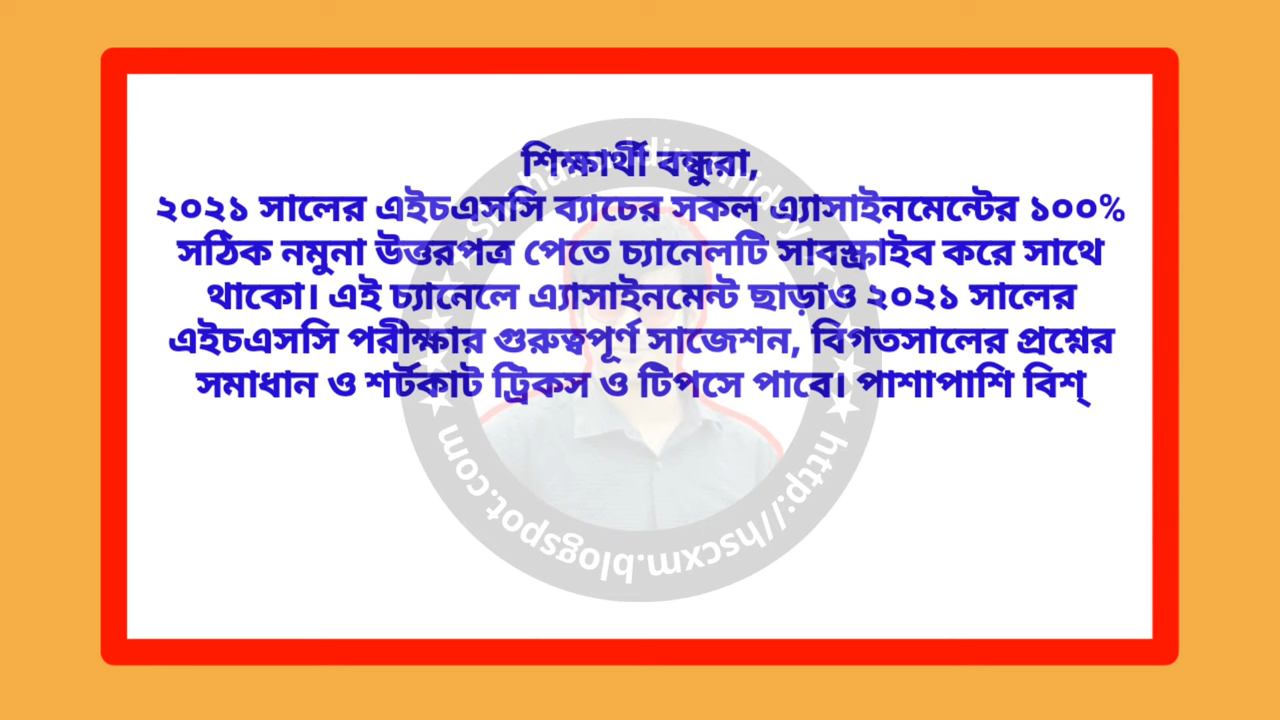 শিক্ষার্থী বন্ধুরা,
২০২১ সালের এইচএসসি ব্যাচের সকল এ্যাসাইনমেন্টের ১০০%
সঠিক নমুনা উত্তরপত্র পেতে চ্যানেলটি সাবস্ক্রাইব করে সাথে
থাকো। এই চ্যানেলে এ্যাসাইনমেন্ট ছাড়াও ২০২১ সালের
এইচএসসি পরীক্ষার গুরুত্বপূর্ণ সাজেশন, বিগতসালের প্রশ্নের
সমাধান ও শর্টকাট ট্রিকস ও টিপসে পাবে। পাশাপাশি বিশ্
http://hscxm.blogspot.com